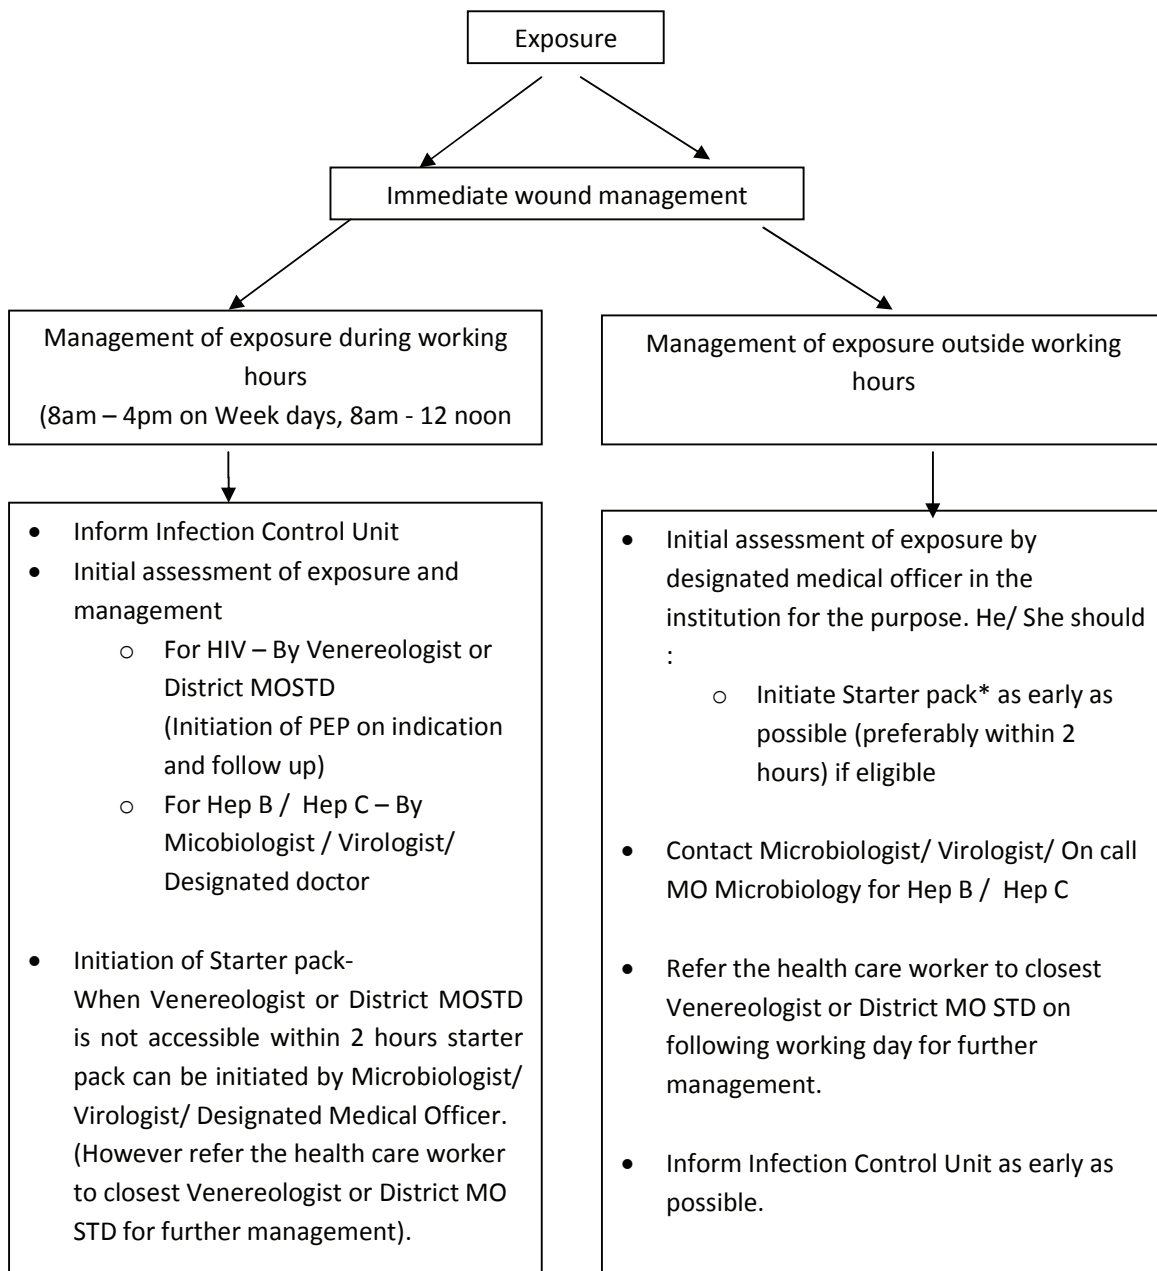 Exposure
Immediate wound management
Management of exposure during working
hours
(8am – 4pm on Week days, 8am - 12 noon
Management of exposure outside working
hours
• Inform Infection Control Unit
• Initial assessment of exposure and
management
o For HIV – By Venereologist or
District MOSTD
(Initiation of PEP on indication
and follow up)
o For Hep B / Hep C – By
Micobiologist / Virologist/
Designated doctor
• Initiation of Starter pack-
When Venereologist or District MOSTD
is not accessible within 2 hours starter
pack can be initiated by Microbiologist/
Virologist/ Designated Medical Officer.
(However refer the health care worker
to closest Venereologist or District MO
STD for further management).
• Initial assessment of exposure by
designated medical officer in the
institution for the purpose. He/ She should
:
o Initiate Starter pack* as early as
possible (preferably within 2
hours) if eligible
• Contact Microbiologist/ Virologist/ On call
MO Microbiology for Hep B / Hep C
• Refer the health care worker to closest
Venereologist or District MO STD on
following working day for further
management.
• Inform Infection Control Unit as early as
possible.